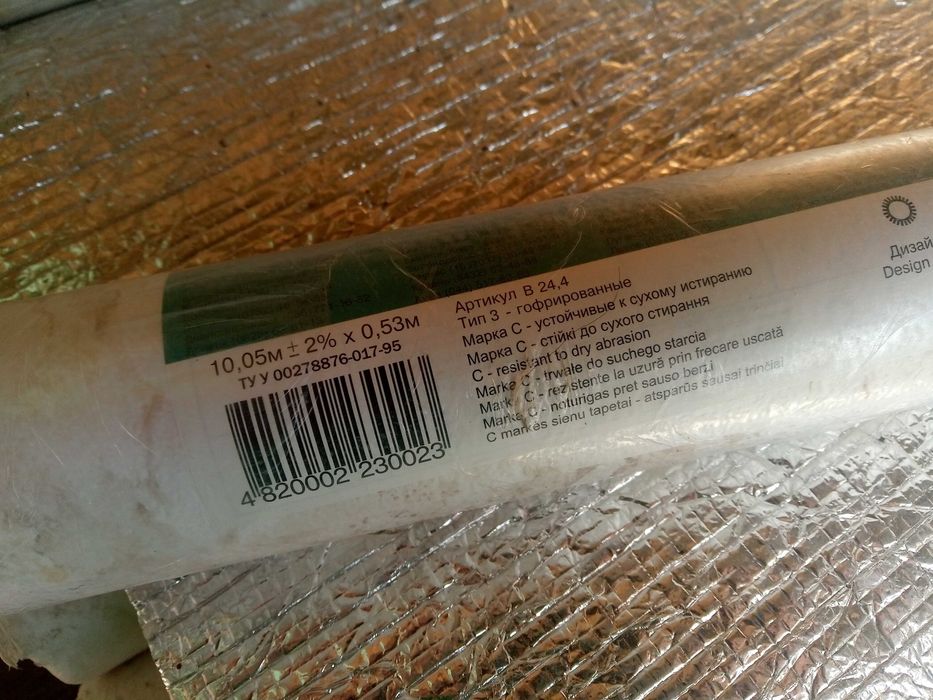 10,05м ± 2% х 0,53м
ТУ У 00278876-017-95
4 820002 230023
Артикул В 24,4
Тип 3 - гофрированные
Марка С - устойчивые к сухому истиранию
Марка С - стійкі до сухого стирання
C - resistant to dry abrasion
Marka C - trwałe do suchego starcia
Marka C - rezistente la uzură prin frecare uscată
Marka C - noturīgas pret sauso berzi
C markės sienų tapetai - atsparūs sausai trinčiai
Дизай
Design